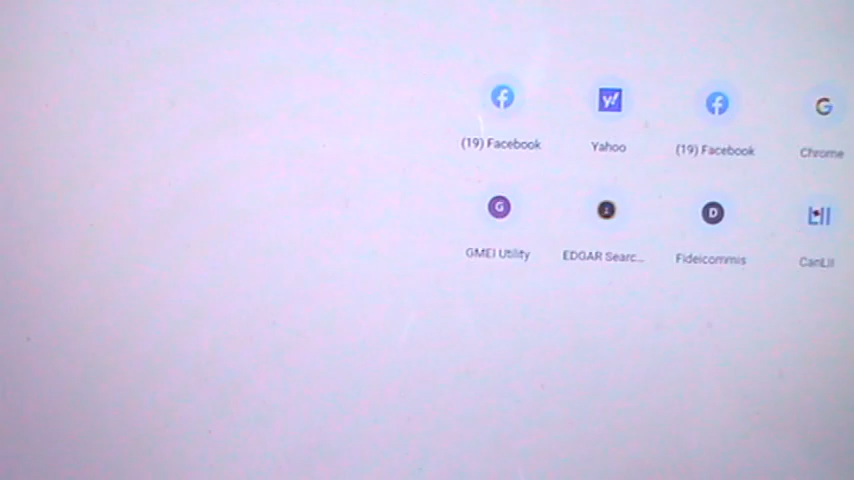 (19) Facebook Yahoo (19) Facebook Chrome
GMEI Utility EDGAR Searc... Fideicommis CanLII